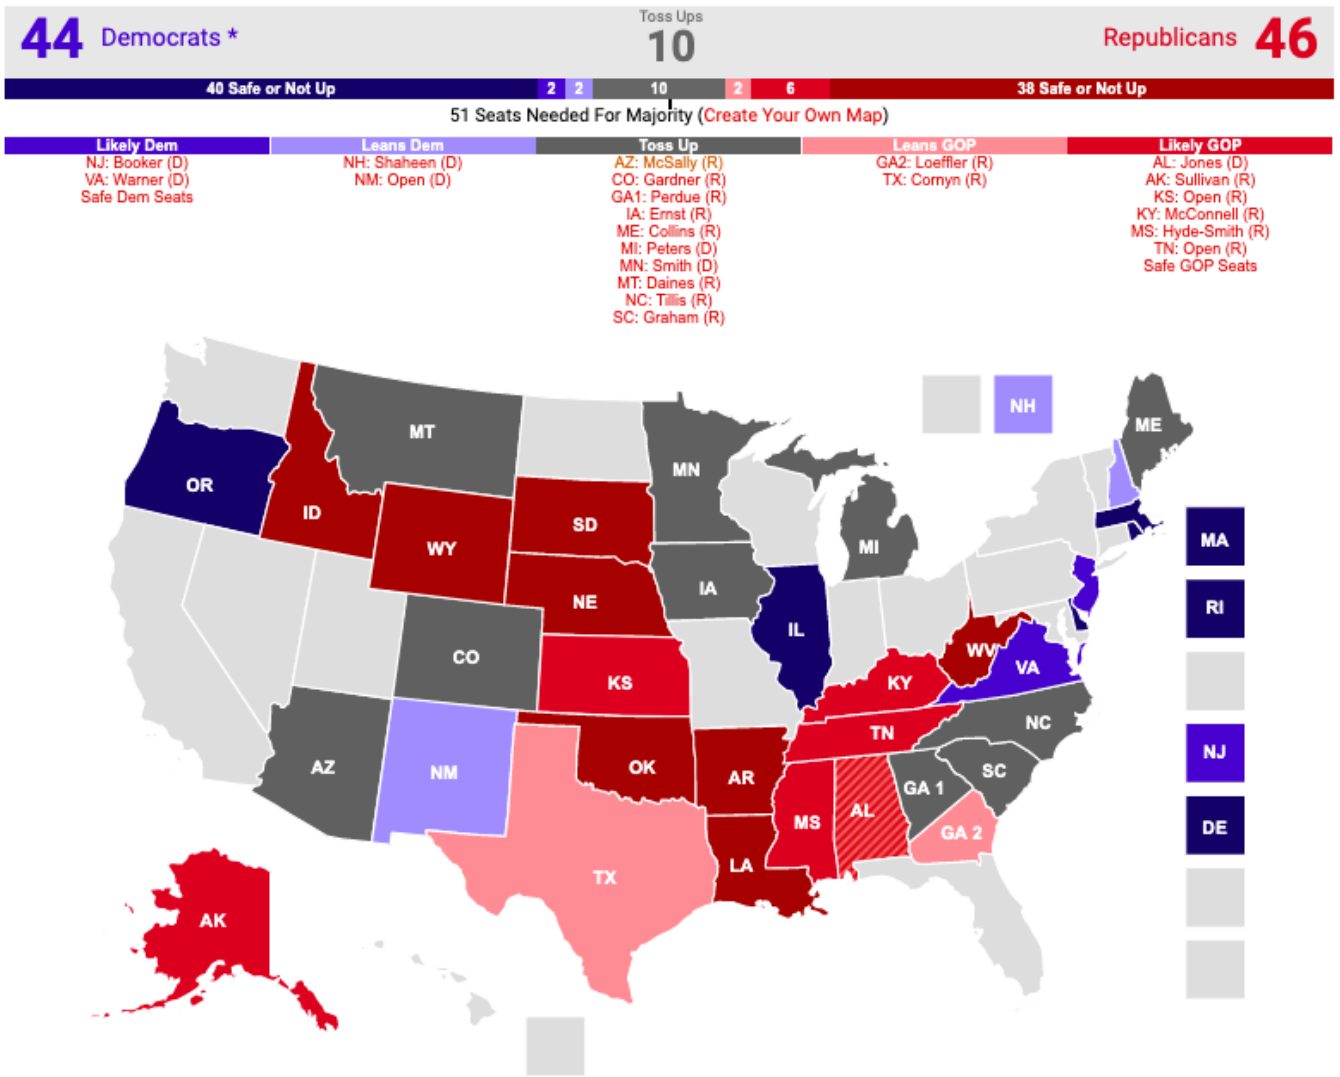 44 Democrats *
Toss Ups
10
Republicans 46
40 Safe or Not Up
2
2
10
2
6
38 Safe or Not Up
51 Seats Needed For Majority (Create Your Own Map)
Likely Dem
NJ: Booker (D)
VA: Warner (D)
Safe Dem Seats
Leans Dem
NH: Shaheen (D)
NM: Open (D)
Toss Up
AZ: McSally (R)
CO: Gardner (R)
GA1: Perdue (R)
IA: Ernst (R)
ME: Collins (R)
MI: Peters (D)
MN: Smith (D)
MT: Daines (R)
NC: Tillis (R)
SC: Graham (R)
Leans GOP
GA2: Loeffler (R)
TX: Cornyn (R)
Likely GOP
AL: Jones (D)
AK: Sullivan (R)
KS: Open (R)
KY: McConnell (R)
MS: Hyde-Smith (R)
TN: Open (R)
Safe GOP Seats
NH
ME
MT
MN
OR
ID
SD
WY
MI
MA
NE
IA
RI
IL
CO
WV
VA
KS
KY
NC
TN
NJ
AZ
NM
OK
AR
SC
GA 1
MS
AL
GA 2
DE
LA
TX
AK